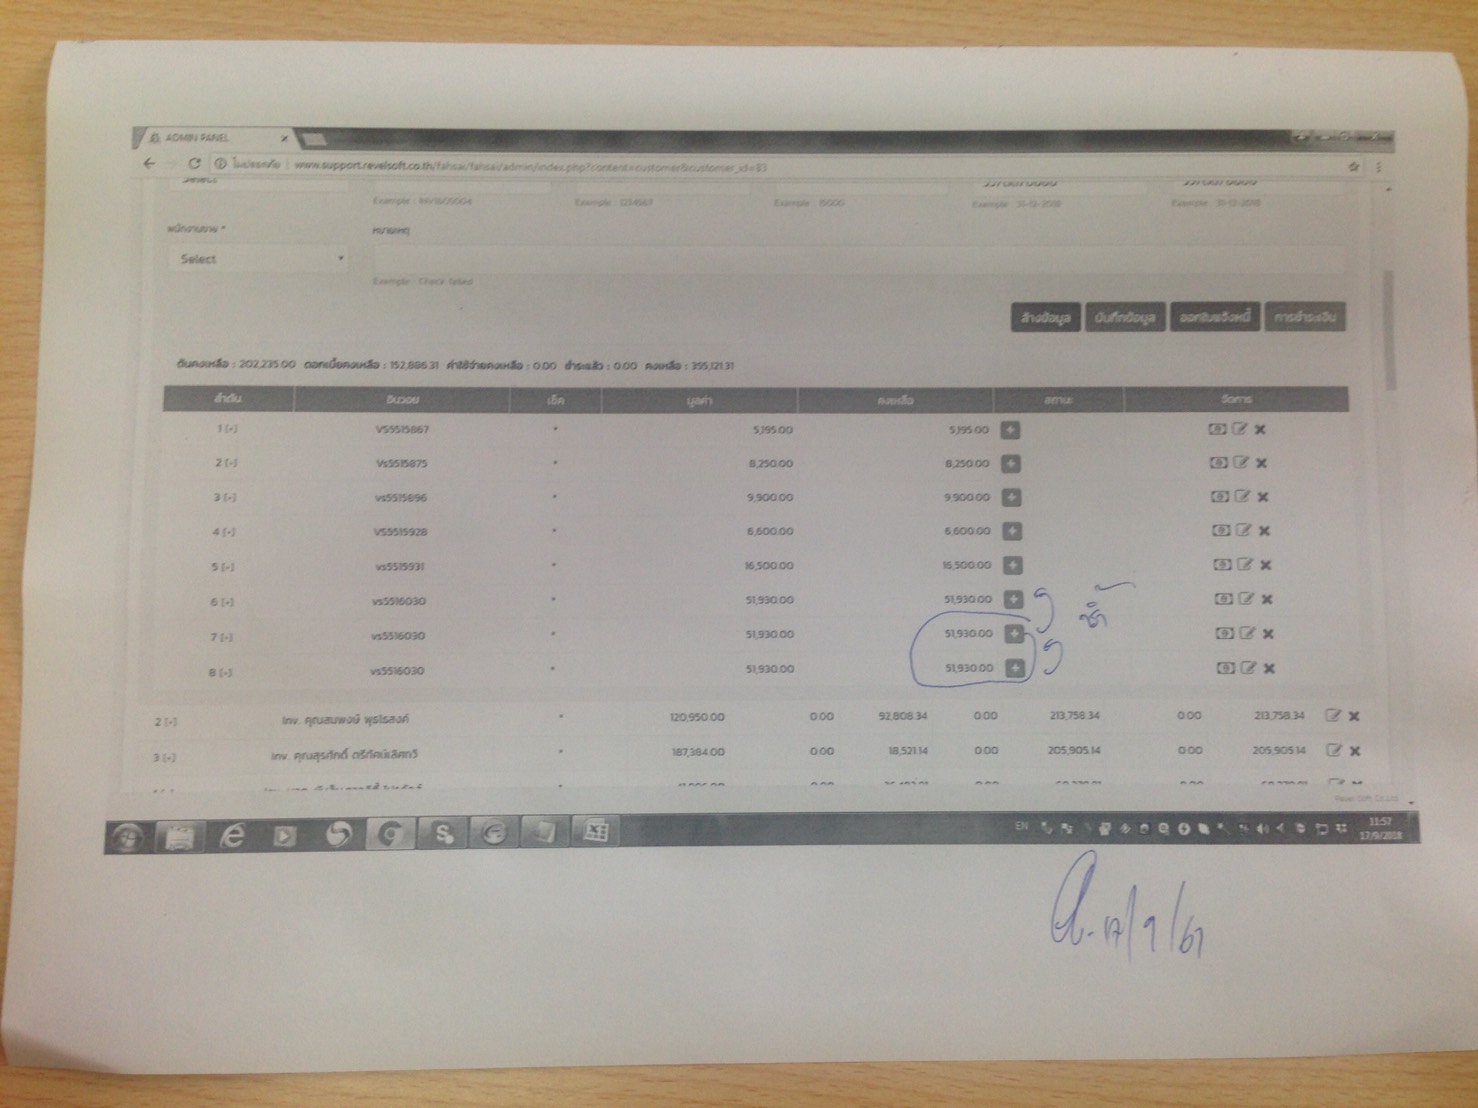 ADMIN PANEL
ไม่ปลอดภัย | www.support.revelsoft.co.th/fahsai/fahsai/admin/index.php?content=customer&customer_id=83
Select
Example : INV1805004 Example : 1234567 Example : 15000 Example : 31-12-2018 Example : 31-12-2018
พนักงานขาย * หมายเหตุ
Select
Example : Check failed
ล้างข้อมูล บันทึกข้อมูล ออกใบแจ้งหนี้ การชำระเงิน
ต้นคงเหลือ : 202,235.00 ดอกเบี้ยคงเหลือ : 152,886.31 ค่าใช้จ่ายคงเหลือ : 0.00 ชำระแล้ว : 0.00 คงเหลือ : 355,121.31
ลำดับ อินวอย เช็ค มูลค่า คงเหลือ สถานะ จัดการ
1 [+] VS5515867 * 5,195.00 5,195.00
2 [+] Vs5515875 * 8,250.00 8,250.00
3 [+] vs5515896 * 9,900.00 9,900.00
4 [+] VS5515928 * 6,600.00 6,600.00
5 [+] vs5515931 * 16,500.00 16,500.00
6 [+] vs5516030 * 51,930.00 51,930.00
7 [+] vs5516030 * 51,930.00 51,930.00
ซ้ำ
8 [+] vs5516030 * 51,930.00 51,930.00
2 [+] Inv. คุณสมพงษ์ พุธไธสงค์ * 120,950.00 0.00 92,808.34 0.00 213,758.34 0.00 213,758.34
3 [+] Inv. คุณสุรศักดิ์ ตรีทัศน์เลิศทวี * 187,384.00 0.00 18,521.14 0.00 205,905.14 0.00 205,905.14
Revel Soft Co.,Ltd.
EN 11:57
17/9/2018
17/9/61